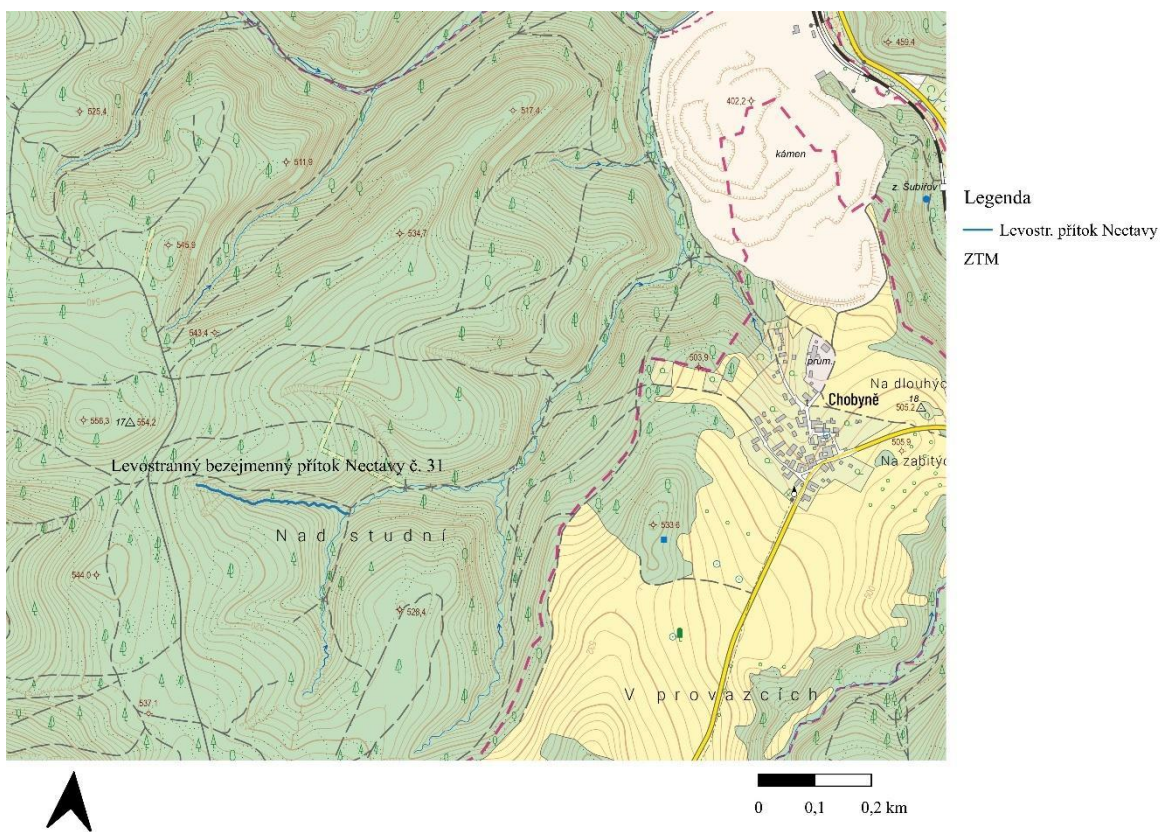 459,4
525,4
517,4
402,2
kámen
511,9
z. Šubířov
Legenda
Levostr. přítok Nectavy
ZTM
545,9
534,7
543,4
503,9
prům.
Na dlouhýc
Chobyně
18
505,2
556,3
17
554,2
505,9
Na zabitýc
Levostranný bezejmenný přítok Nectavy č. 31
Nad studní
533,6
544,0
526,4
500
V provazcích
537,1
0 0,1 0,2 km